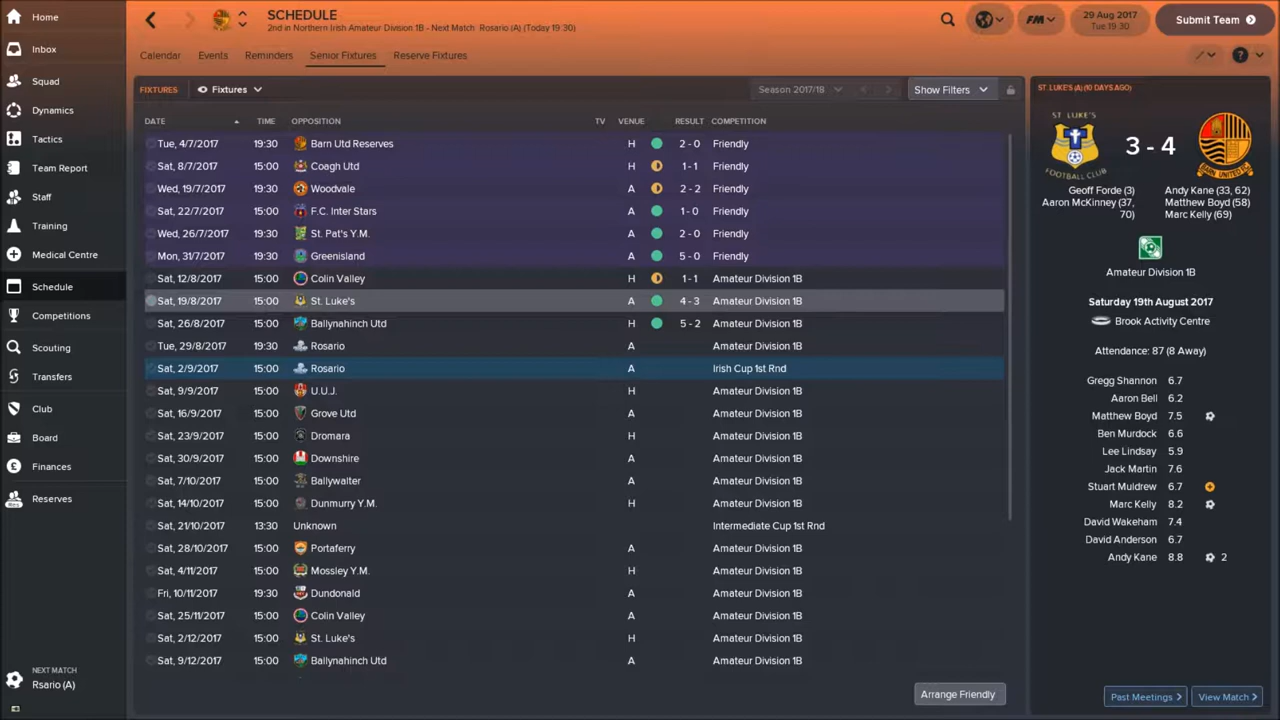 Home
Inbox
Squad
Dynamics
Tactics
Team Report
Staff
Training
Medical Centre
Schedule
Competitions
Scouting
Transfers
Club
Board
Finances
Reserves
NEXT MATCH
Rsario (A)
SCHEDULE
2nd in Northern Irish Amateur Division 1B - Next Match Rosario (A) (Today 19:30)
FM
29 Aug 2017
Tue 19:30
Submit Team
Calendar Events Reminders Senior Fixtures Reserve Fixtures
FIXTURES Fixtures Season 2017/18 Show Filters
DATE TIME OPPOSITION TV VENUE RESULT COMPETITION
Tue, 4/7/2017 19:30 Barn Utd Reserves H 2 - 0 Friendly
Sat, 8/7/2017 15:00 Coagh Utd H 1 - 1 Friendly
Wed, 19/7/2017 19:30 Woodvale A 2 - 2 Friendly
Sat, 22/7/2017 15:00 F.C. Inter Stars A 1 - 0 Friendly
Wed, 26/7/2017 19:30 St. Pat's Y.M. A 2 - 0 Friendly
Mon, 31/7/2017 19:30 Greenisland A 5 - 0 Friendly
Sat, 12/8/2017 15:00 Colin Valley H 1 - 1 Amateur Division 1B
Sat, 19/8/2017 15:00 St. Luke's A 4 - 3 Amateur Division 1B
Sat, 26/8/2017 15:00 Ballynahinch Utd H 5 - 2 Amateur Division 1B
Tue, 29/8/2017 19:30 Rosario A Amateur Division 1B
Sat, 2/9/2017 15:00 Rosario A Irish Cup 1st Rnd
Sat, 9/9/2017 15:00 U.U.J. H Amateur Division 1B
Sat, 16/9/2017 15:00 Grove Utd A Amateur Division 1B
Sat, 23/9/2017 15:00 Dromara H Amateur Division 1B
Sat, 30/9/2017 15:00 Downshire A Amateur Division 1B
Sat, 7/10/2017 15:00 Ballywalter A Amateur Division 1B
Sat, 14/10/2017 15:00 Dunmurry Y.M. H Amateur Division 1B
Sat, 21/10/2017 13:30 Unknown Intermediate Cup 1st Rnd
Sat, 28/10/2017 15:00 Portaferry A Amateur Division 1B
Sat, 4/11/2017 15:00 Mossley Y.M. H Amateur Division 1B
Fri, 10/11/2017 19:30 Dundonald A Amateur Division 1B
Sat, 25/11/2017 15:00 Colin Valley A Amateur Division 1B
Sat, 2/12/2017 15:00 St. Luke's H Amateur Division 1B
Sat, 9/12/2017 15:00 Ballynahinch Utd A Amateur Division 1B
Arrange Friendly
ST. LUKE'S (A) (10 DAYS AGO)
ST LUKE'S
FOOTBALL CLUB
BARN UNITED FC
3 - 4
Geoff Forde (3)
Aaron McKinney (37,
70)
Andy Kane (33, 62)
Matthew Boyd (58)
Marc Kelly (69)
Amateur Division 1B
Saturday 19th August 2017
Brook Activity Centre
Attendance: 87 (8 Away)
Gregg Shannon 6.7
Aaron Bell 6.2
Matthew Boyd 7.5
Ben Murdock 6.6
Lee Lindsay 5.9
Jack Martin 7.6
Stuart Muldrew 6.7
Marc Kelly 8.2
David Wakeham 7.4
David Anderson 6.7
Andy Kane 8.8 2
Past Meetings
View Match